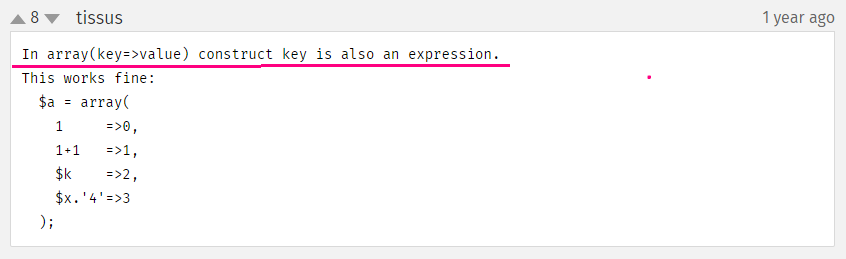 8 tissus 1 year ago
In array(key=>value) construct key is also an expression.
This works fine:
$a = array(
1 =>0,
1+1 =>1,
$k =>2,
$x.'4'=>3
);